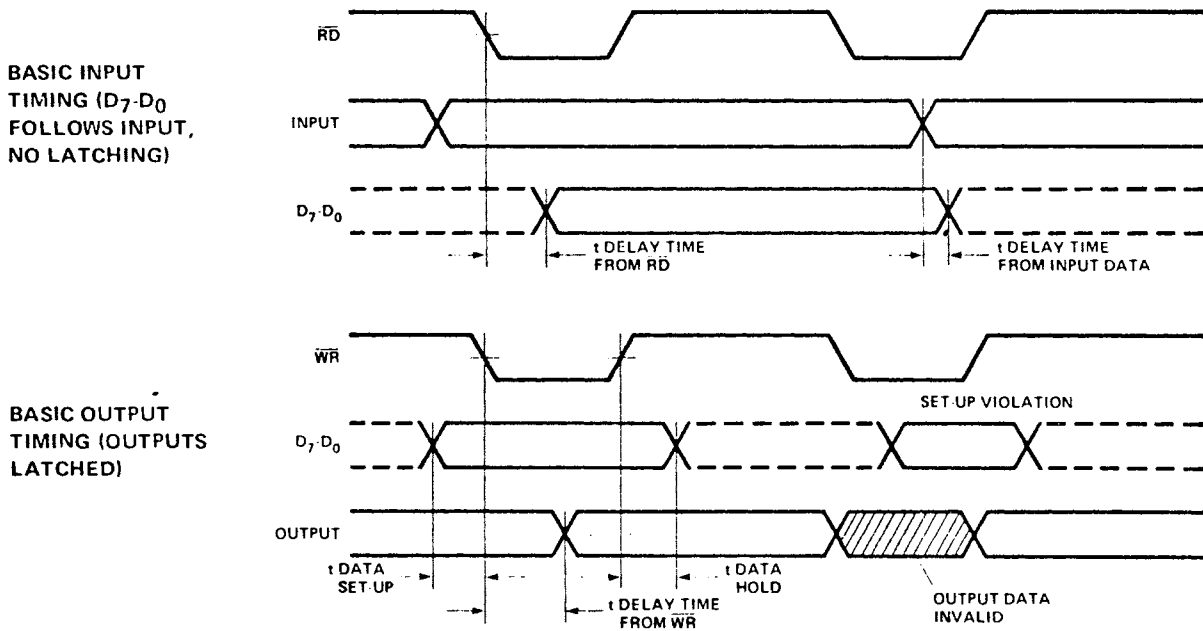 BASIC INPUT
TIMING (D7-D0
FOLLOWS INPUT,
NO LATCHING)
RD
INPUT
D7-D0
t DELAY TIME
FROM RD
t DELAY TIME
FROM INPUT DATA
BASIC OUTPUT
TIMING (OUTPUTS
LATCHED)
WR
SET-UP VIOLATION
D7-D0
OUTPUT
t DATA
SET-UP
t DATA
HOLD
t DELAY TIME
FROM WR
OUTPUT DATA
INVALID